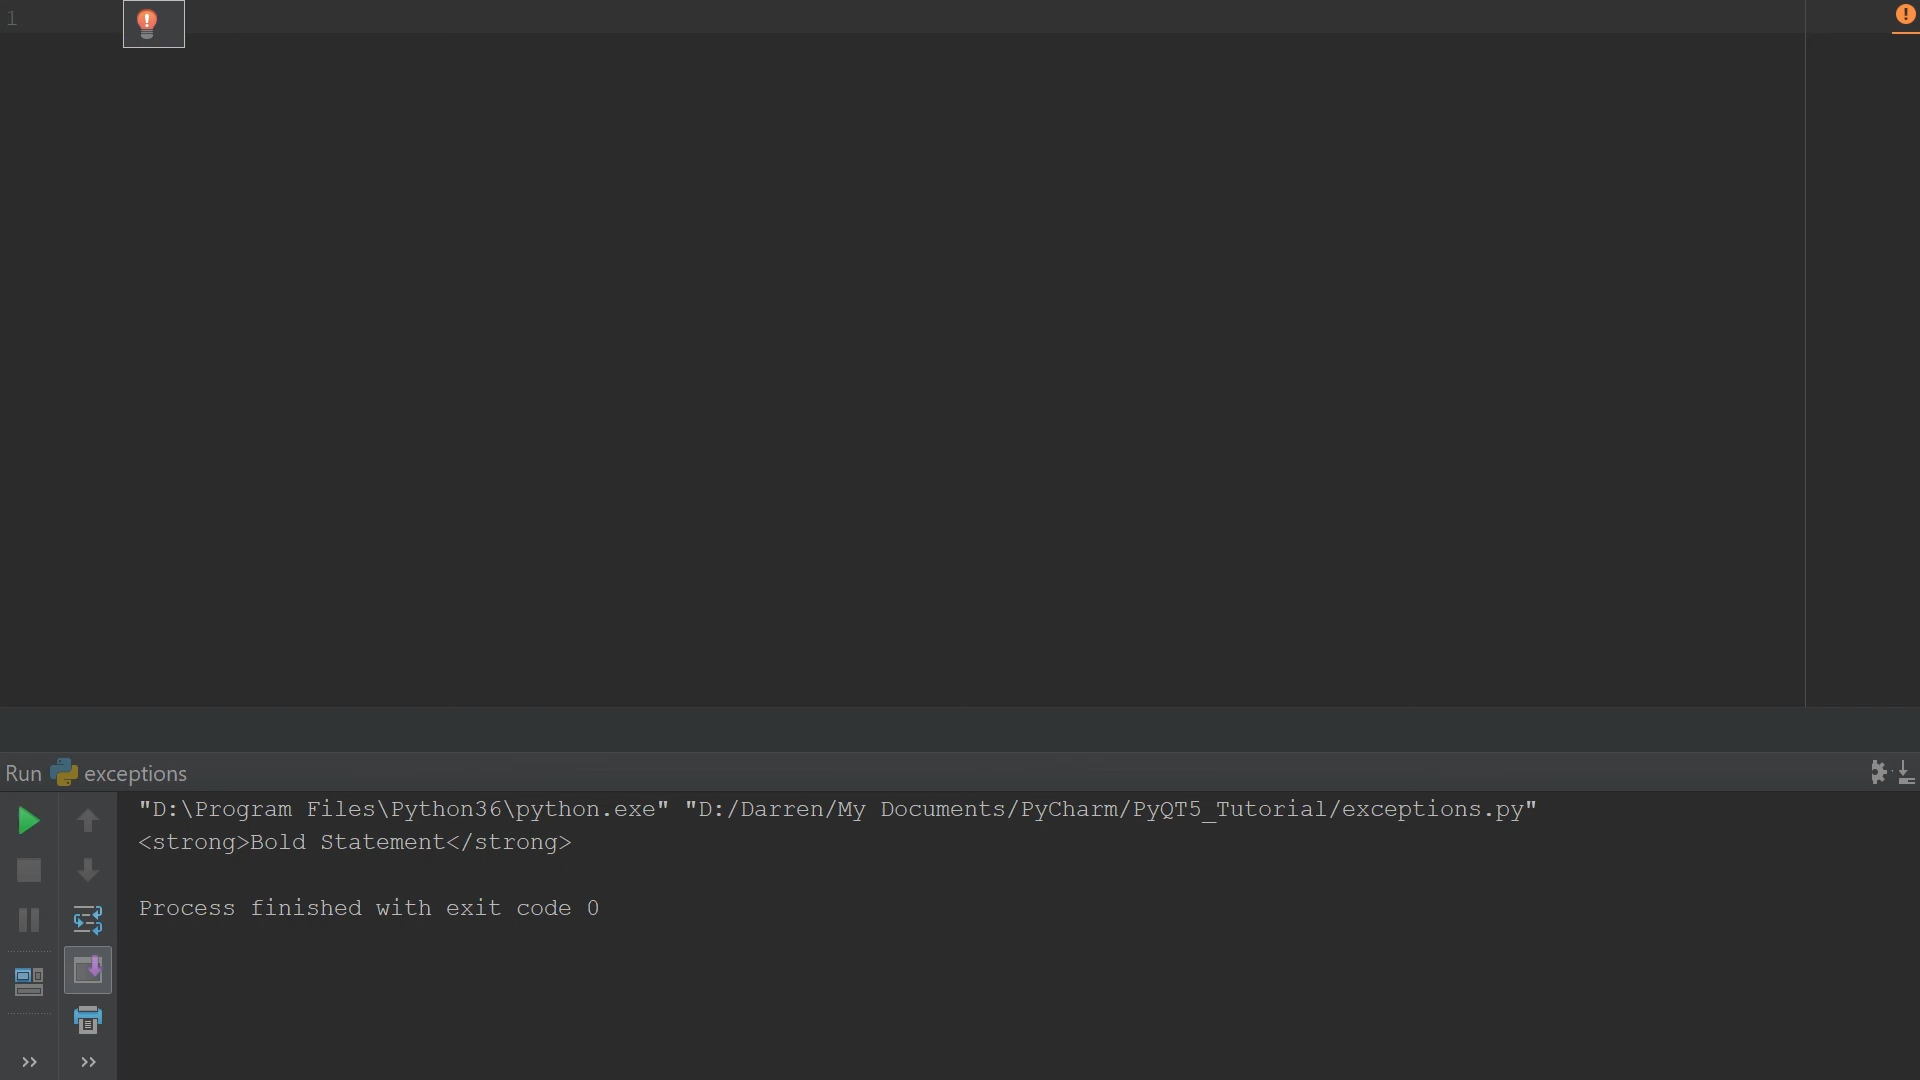 1
Run exceptions
"D:\Program Files\Python36\python.exe" "D:/Darren/My Documents/PyCharm/PyQT5_Tutorial/exceptions.py"
<strong>Bold Statement</strong>
Process finished with exit code 0